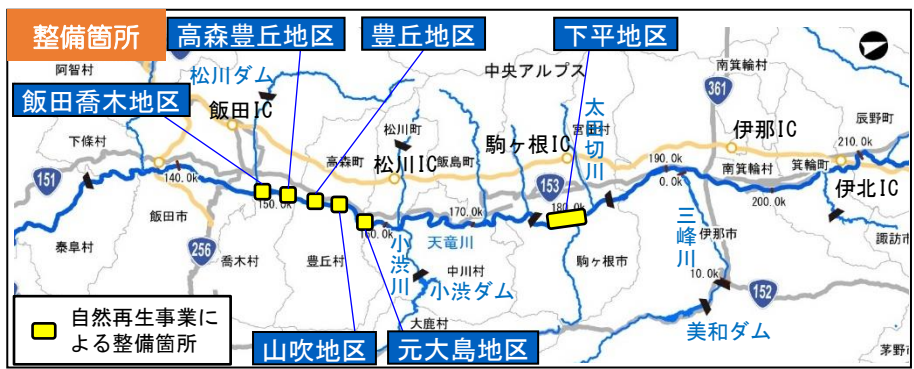 整備箇所
高森豊丘地区
豊丘地区
下平地区
阿智村
松川ダム
中央アルプス
南箕輪村
361
飯田喬木地区
飯田IC
太田切川
宮田村
辰野町
下條村
松川町
駒ヶ根IC
伊那IC
210.0k
高森町
松川IC
飯島町
190.0k
南箕輪村
箕輪町
151
140.0k
153
0.0k
伊北IC
150.0k
170.0k
180.0k
200.0k
飯田市
160.0k
天竜川
三峰川
伊那市
諏訪市
泰阜村
256
喬木村
豊丘村
小渋川
中川村
駒ヶ根市
10.0k
小渋ダム
152
自然再生事業に
よる整備箇所
大鹿村
美和ダム
山吹地区
元大島地区
茅野市